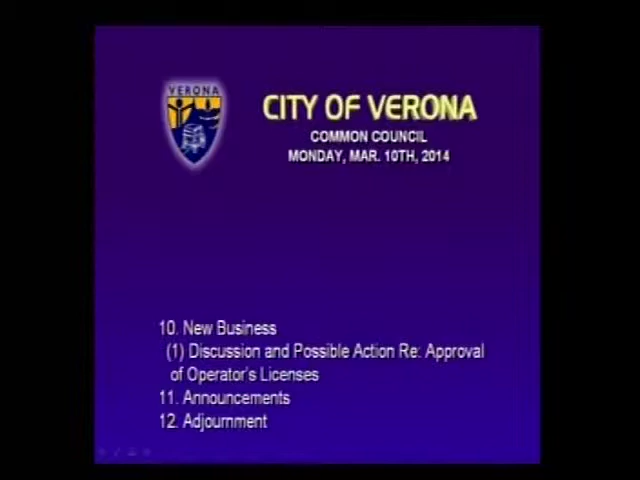 VERONA
CITY OF VERONA
COMMON COUNCIL
MONDAY, MAR. 10TH, 2014
10. New Business
(1) Discussion and Possible Action Re: Approval
of Operator's Licenses
11. Announcements
12. Adjournment